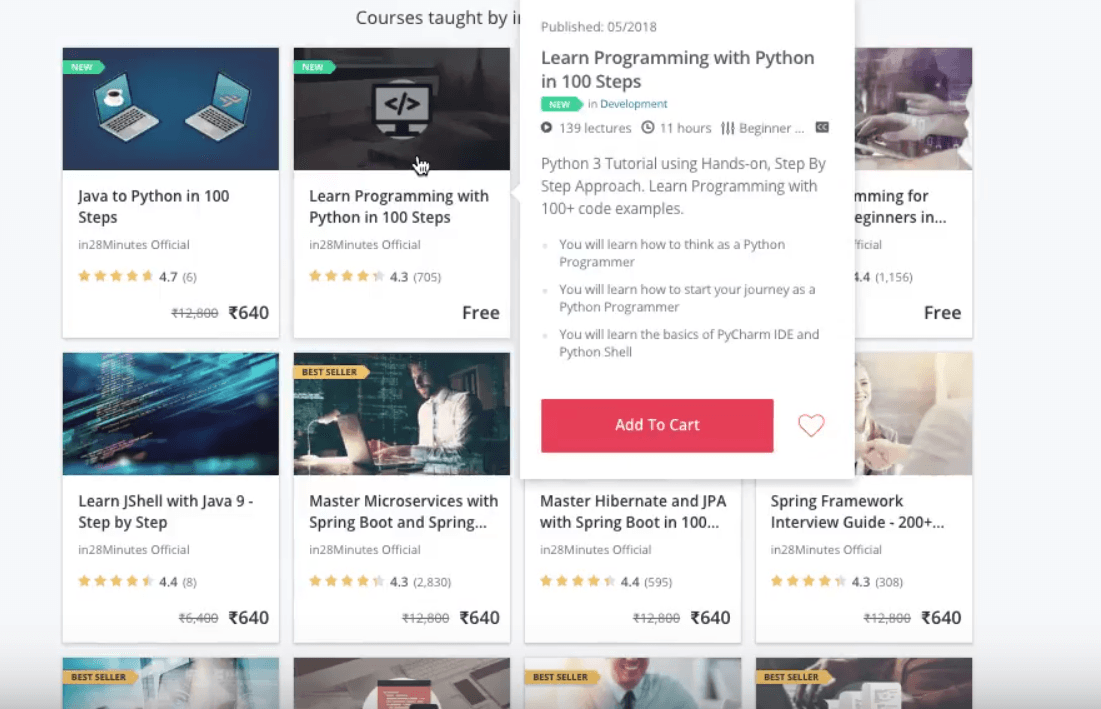 Courses taught by i
Published: 05/2018
Learn Programming with Python
in 100 Steps
NEW in Development
139 lectures 11 hours Beginner ... CC
Python 3 Tutorial using Hands-on, Step By
Step Approach. Learn Programming with
100+ code examples.
You will learn how to think as a Python
Programmer
You will learn how to start your journey as a
Python Programmer
You will learn the basics of PyCharm IDE and
Python Shell
Add To Cart
NEW
Java to Python in 100
Steps
in28Minutes Official
4.7 (6)
₹12,800 ₹640
NEW
</>
Learn Programming with
Python in 100 Steps
in28Minutes Official
4.3 (705)
Free
mming for
eginners in...
ficial
4.4 (1,156)
Free
Learn JShell with Java 9 -
Step by Step
in28Minutes Official
4.4 (8)
₹6,400 ₹640
BEST SELLER
Master Microservices with
Spring Boot and Spring...
in28Minutes Official
4.3 (2,830)
₹12,800 ₹640
Master Hibernate and JPA
with Spring Boot in 100...
in28Minutes Official
4.4 (595)
₹12,800 ₹640
Spring Framework
Interview Guide - 200+...
in28Minutes Official
4.3 (308)
₹12,800 ₹640
BEST SELLER
BEST SELLER
BEST SELLER